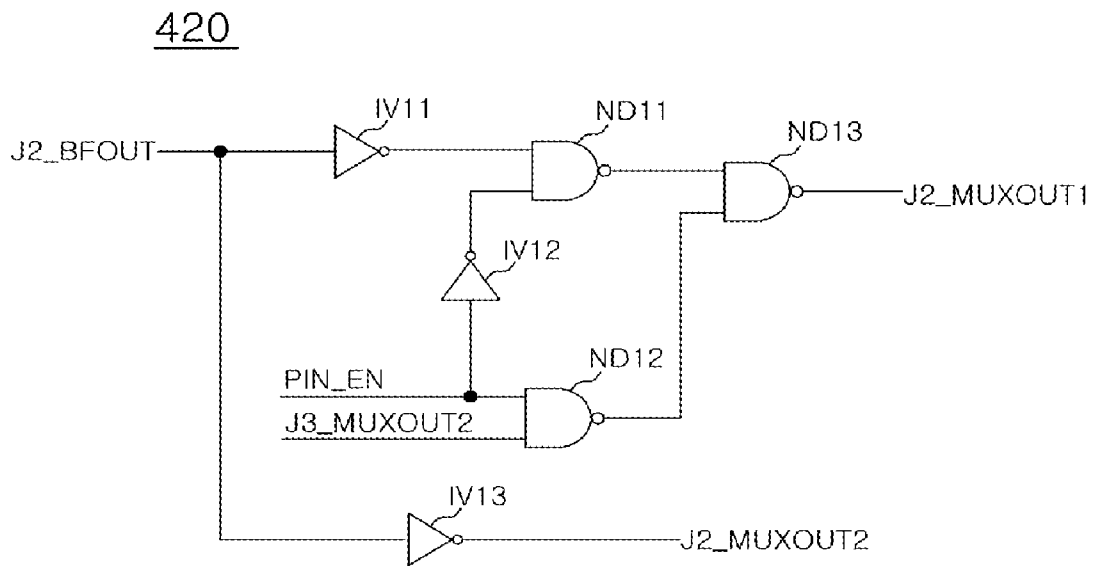 420
IV11
ND11
ND13
J2_BFOUT
J2_MUXOUT1
IV12
ND12
PIN_EN
J3_MUXOUT2
IV13
J2_MUXOUT2